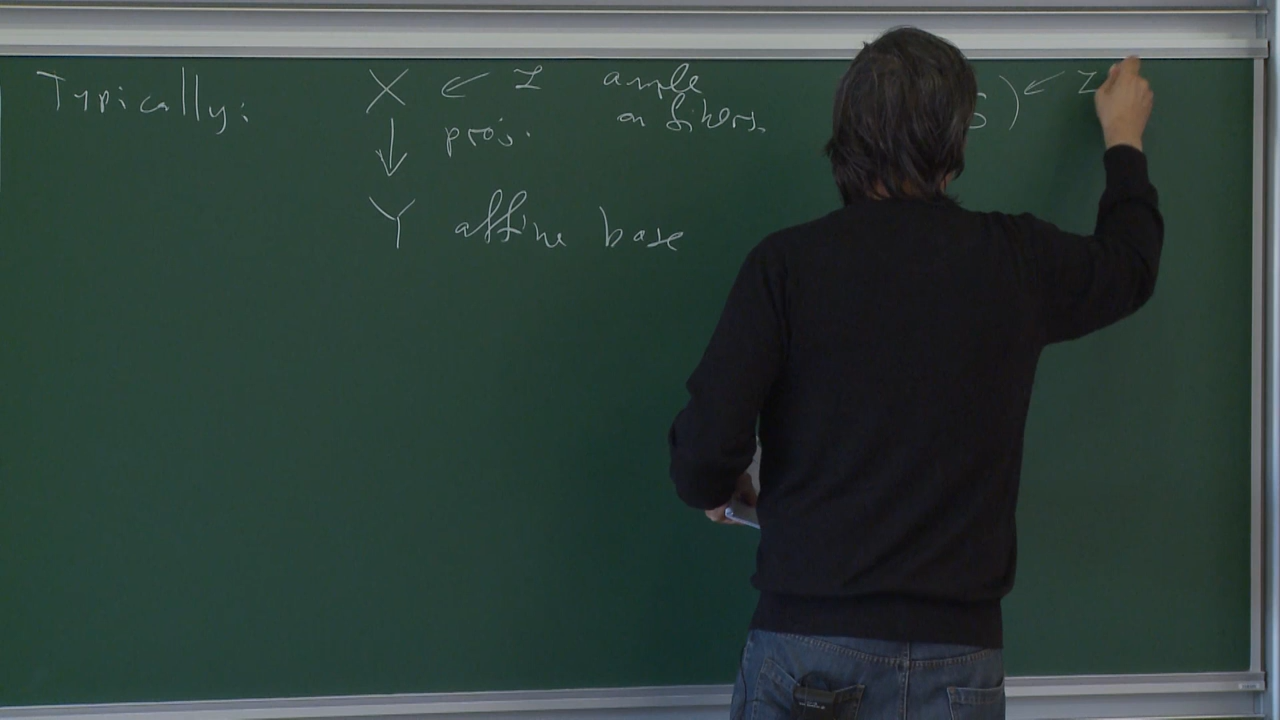 Typically: X ← L ample
proj. on fibers.
↓
Y affine base
S) ←